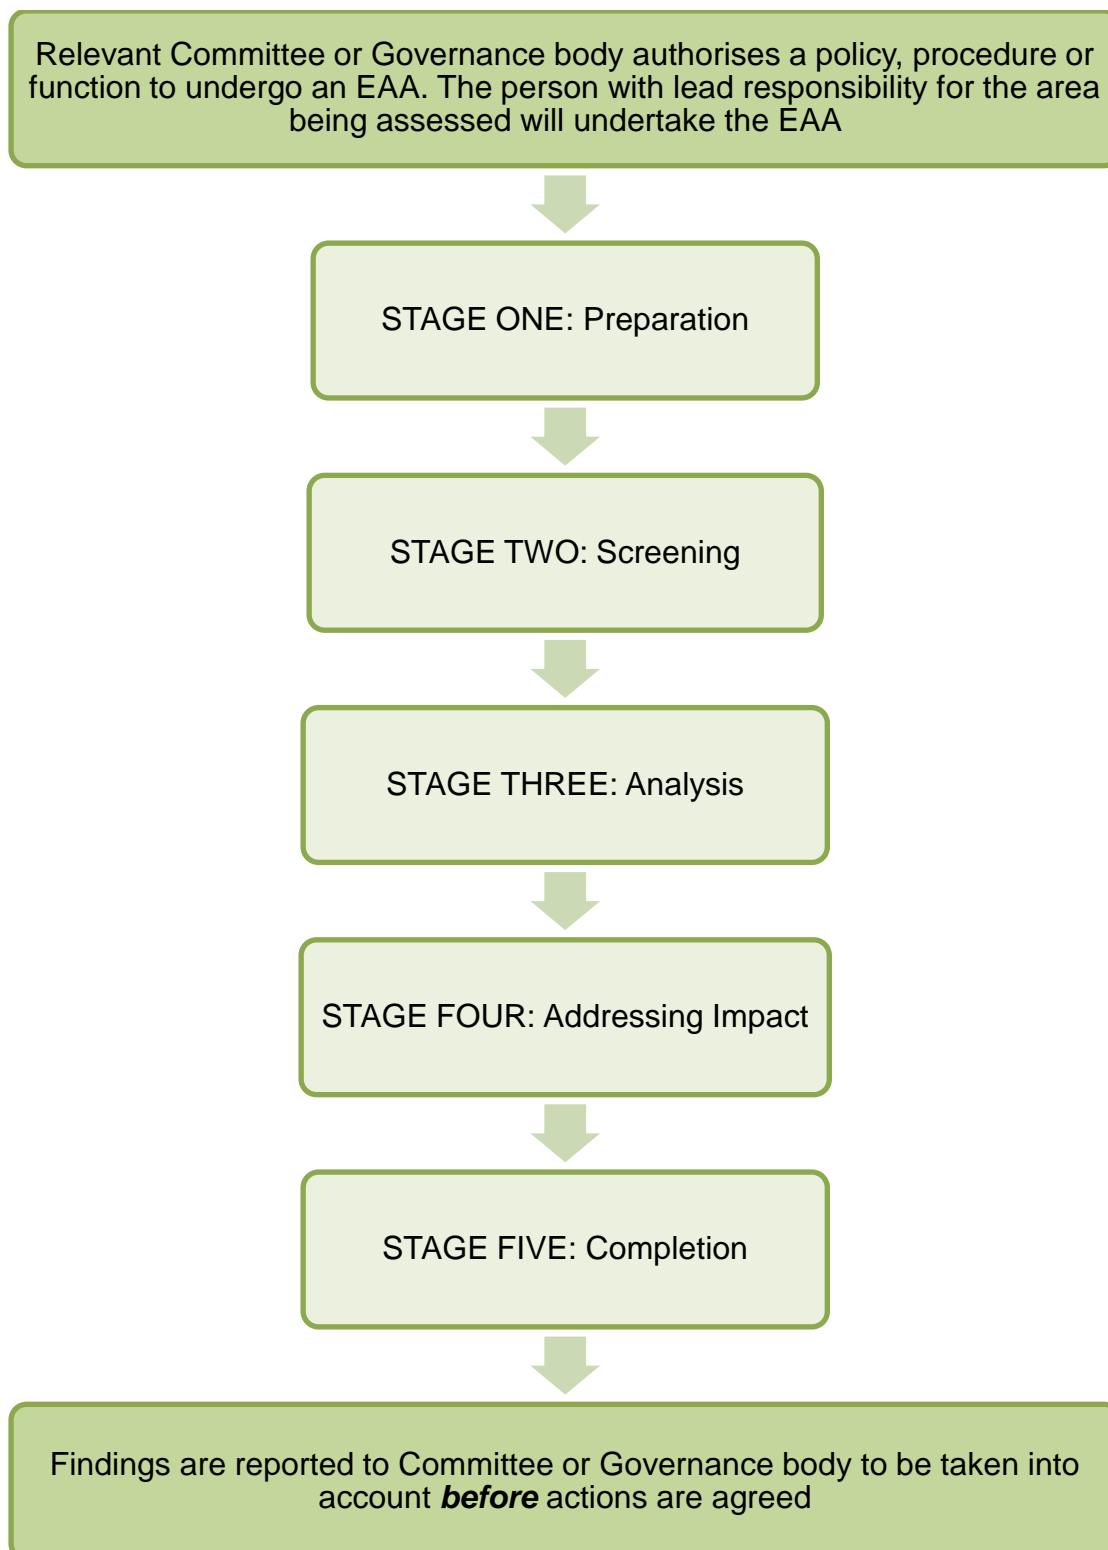 Relevant Committee or Governance body authorises a policy, procedure or
function to undergo an EAA. The person with lead responsibility for the area
being assessed will undertake the EAA
STAGE ONE: Preparation
STAGE TWO: Screening
STAGE THREE: Analysis
STAGE FOUR: Addressing Impact
STAGE FIVE: Completion
Findings are reported to Committee or Governance body to be taken into
account before actions are agreed